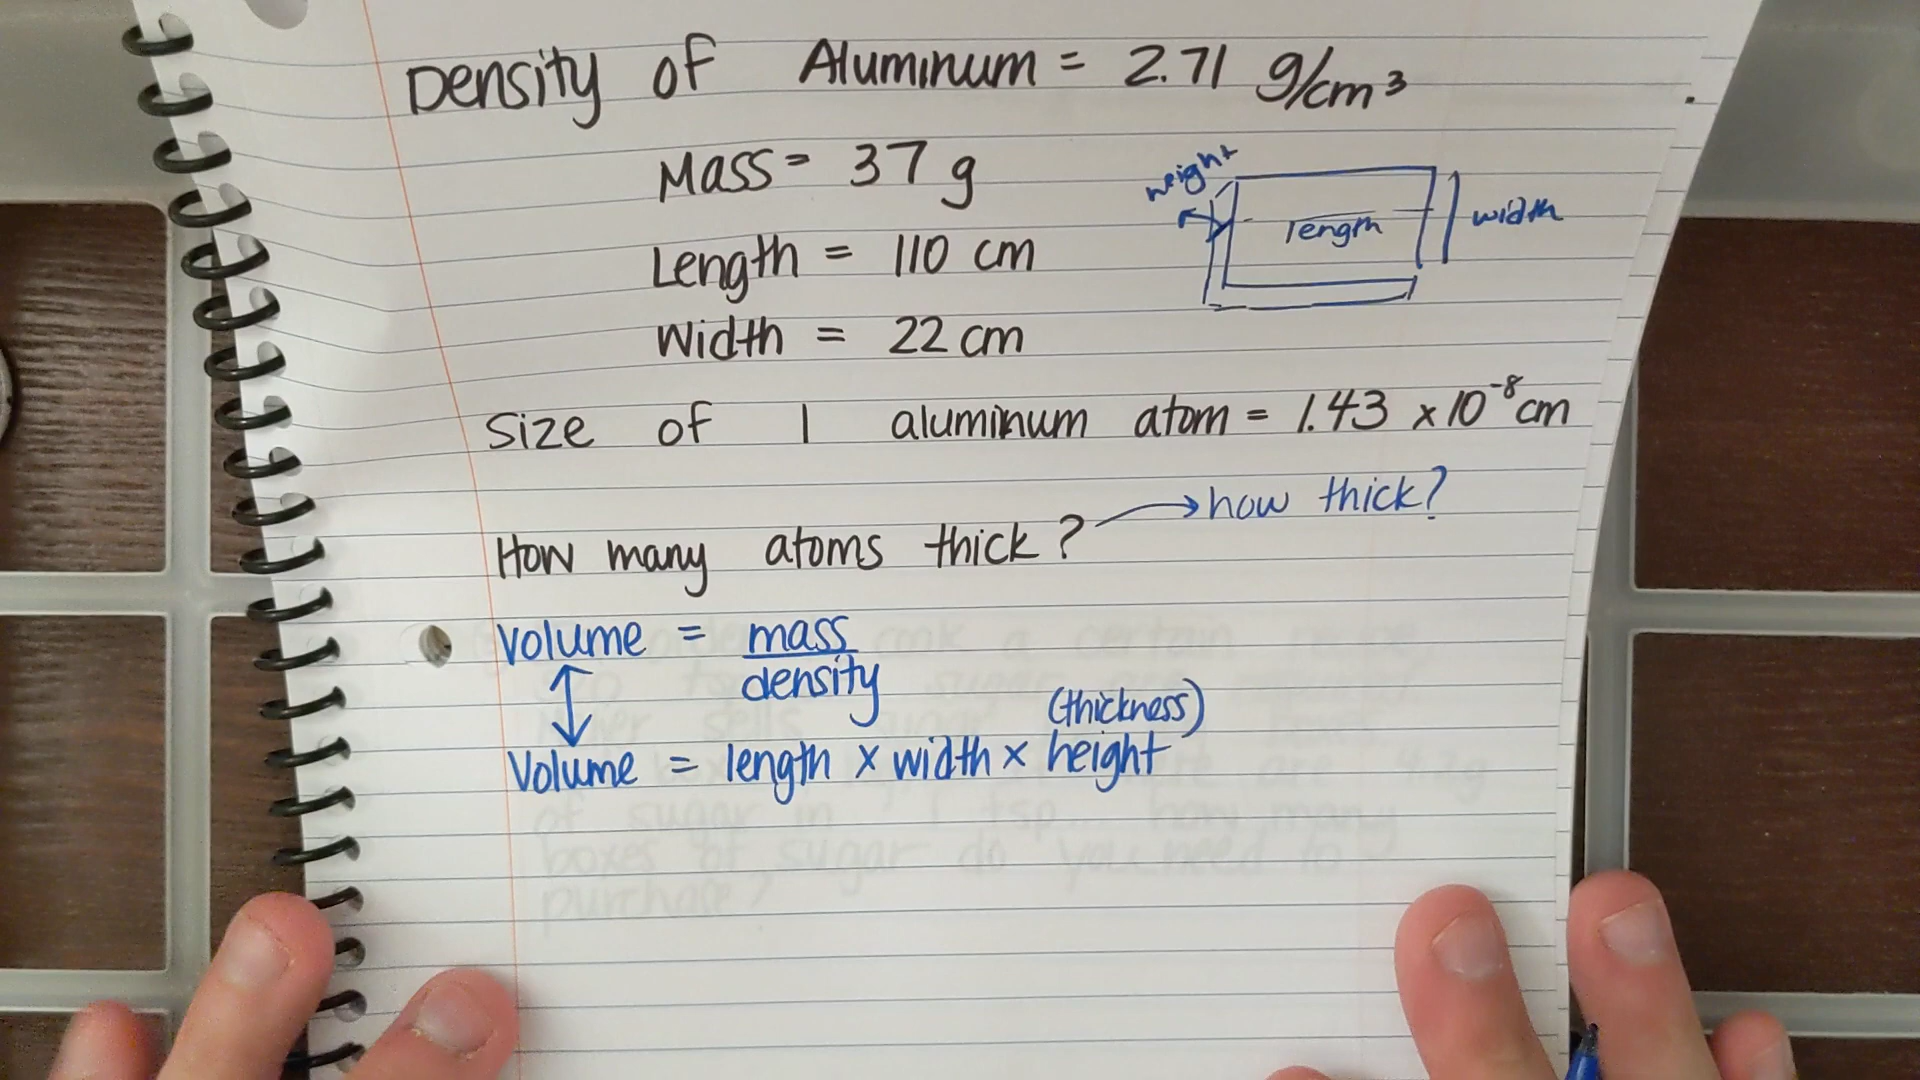 Density of Aluminum = 2.71 g/cm³
Mass = 37 g
Length = 110 cm
Width = 22 cm
height
length
width
Size of 1 aluminum atom = 1.43 x 10⁻⁸ cm
How many atoms thick? → how thick?
Volume = mass
density
(thickness)
Volume = length x width x height